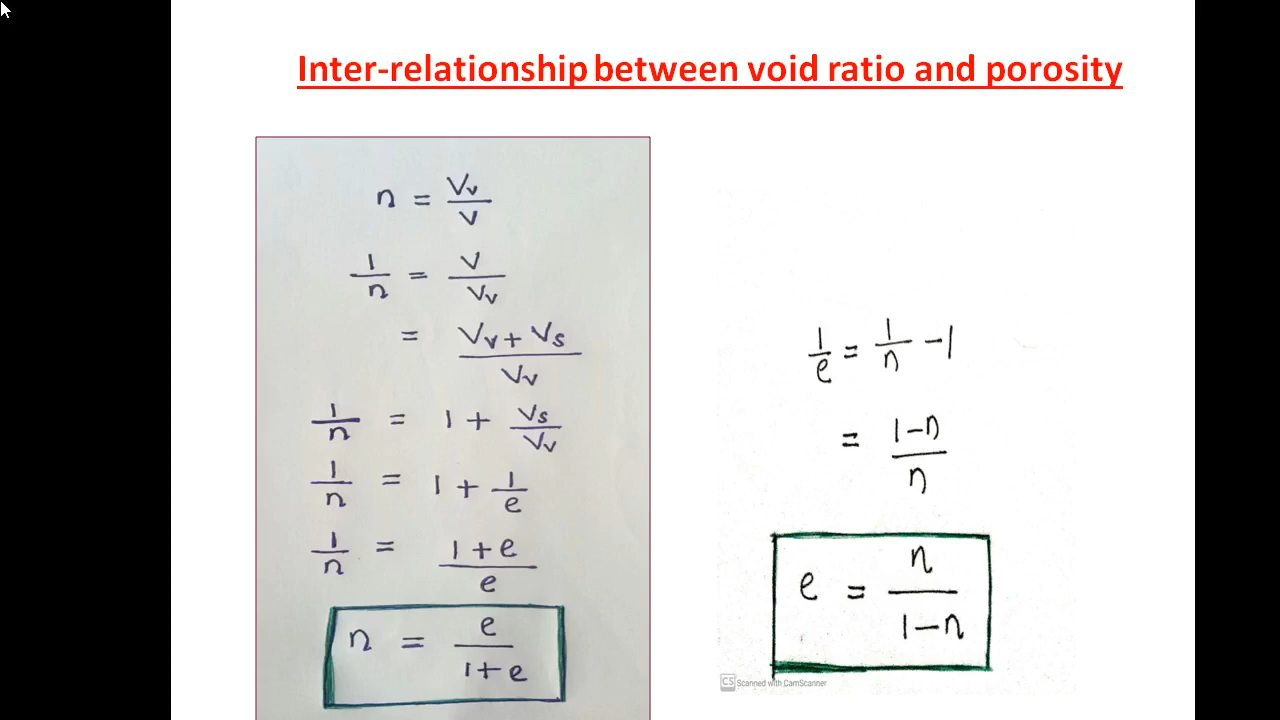 Inter-relationship between void ratio and porosity
n = Vv/V
1/n = V/Vv
= Vv + Vs/Vv
1/n = 1 + Vs/Vv
1/n = 1 + 1/e
1/n = 1+e/e
n = e/1+e
1/e = 1/n - 1
= 1-n/n
e = n/1-n
CS Scanned with CamScanner